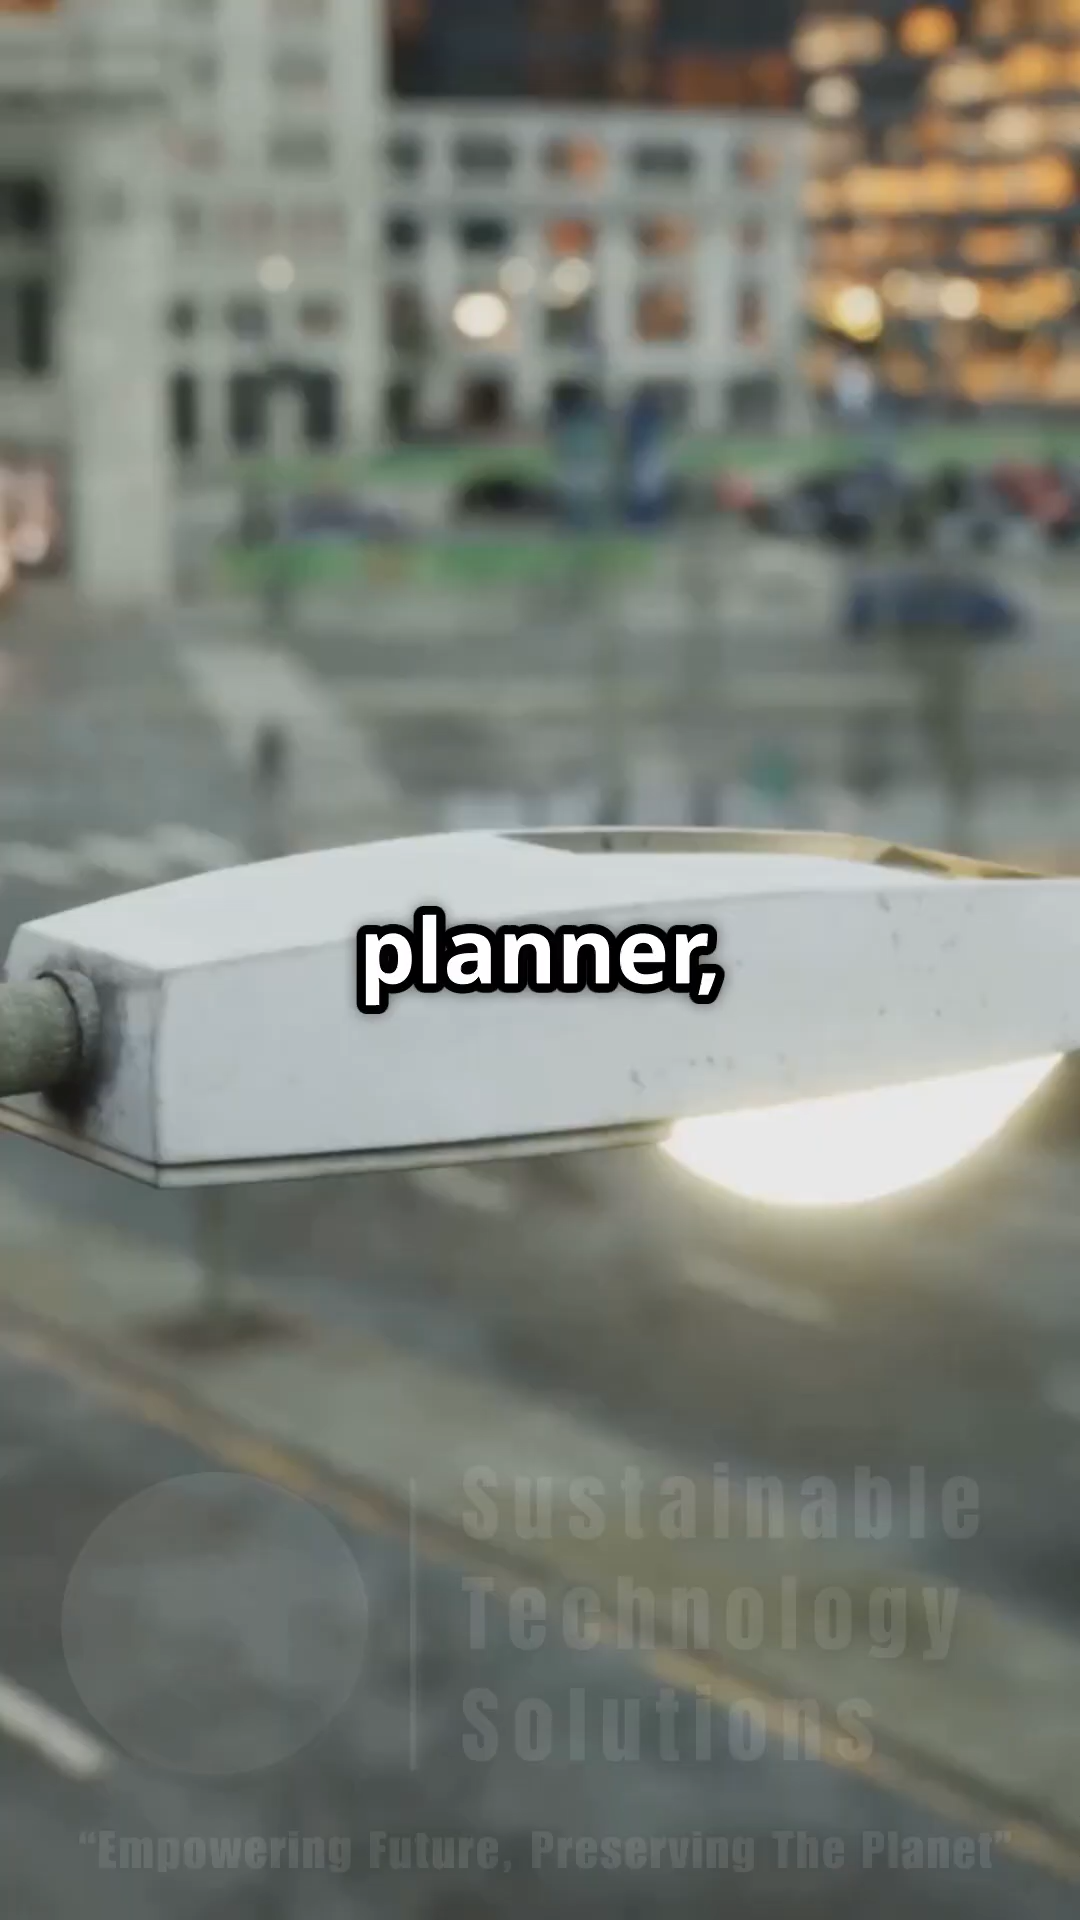 planner,
Sustainable
Technology
Solutions
“Empowering Future, Preserving The Planet”